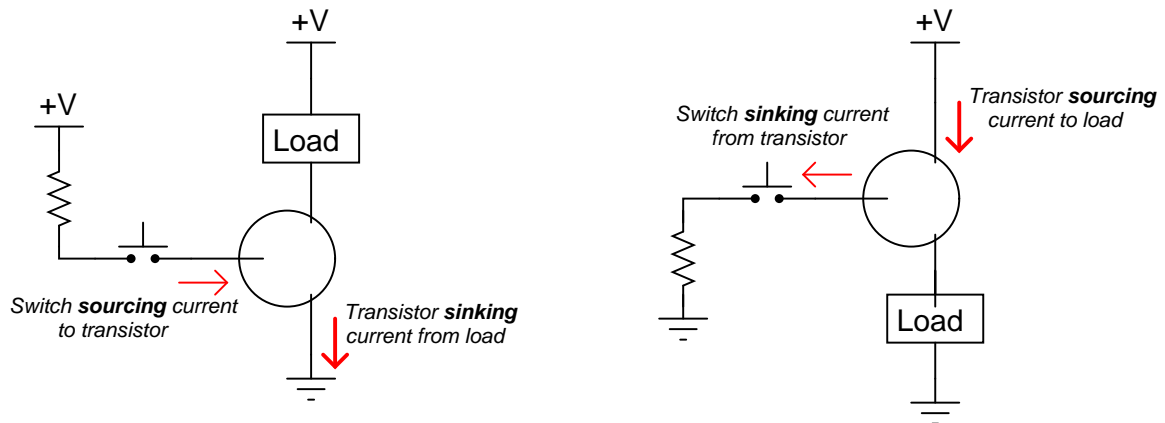 +V
+V
Load
Switch sourcing current
to transistor
Transistor sinking
current from load
+V
Switch sinking current
from transistor
Transistor sourcing
current to load
Load